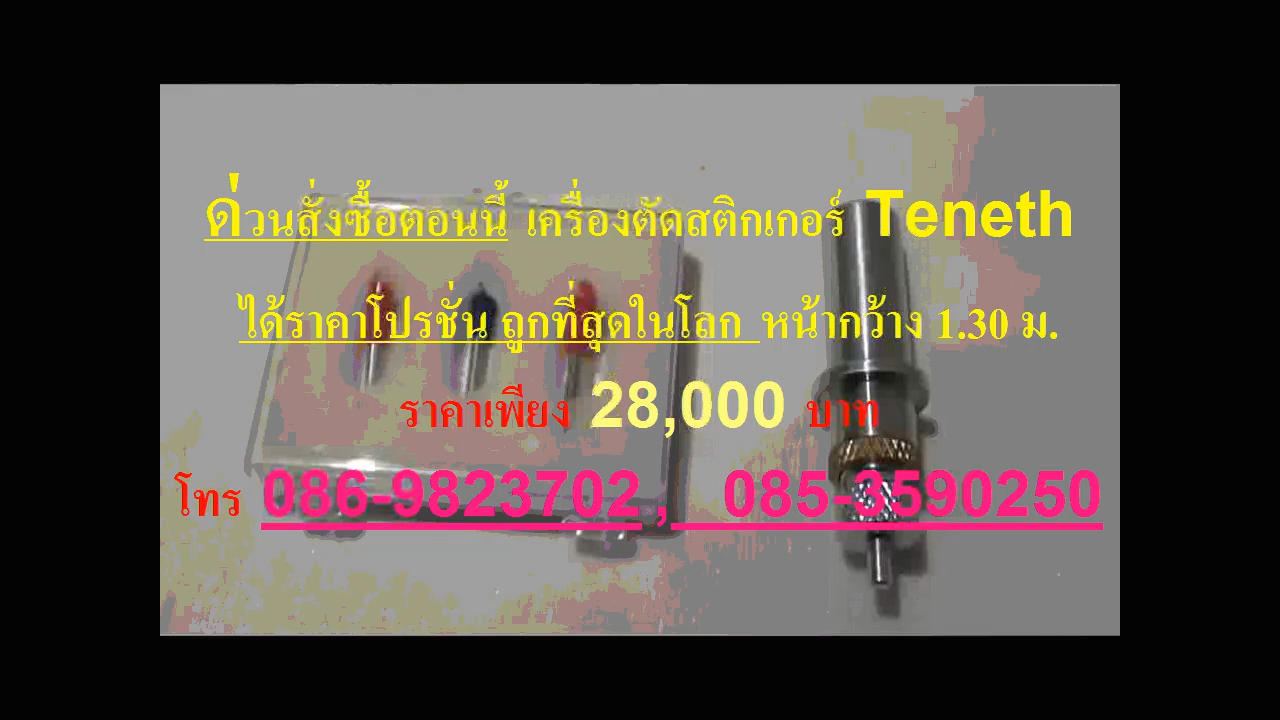 ด่วนสั่งซื้อตอนนี้ เครื่องตัดสติกเกอร์ Teneth
ได้ราคาโปรชั่น ถูกที่สุดในโลก หน้ากว้าง 1.30 ม.
ราคาเพียง 28,000 บาท
โทร 086-9823702 , 085-3590250